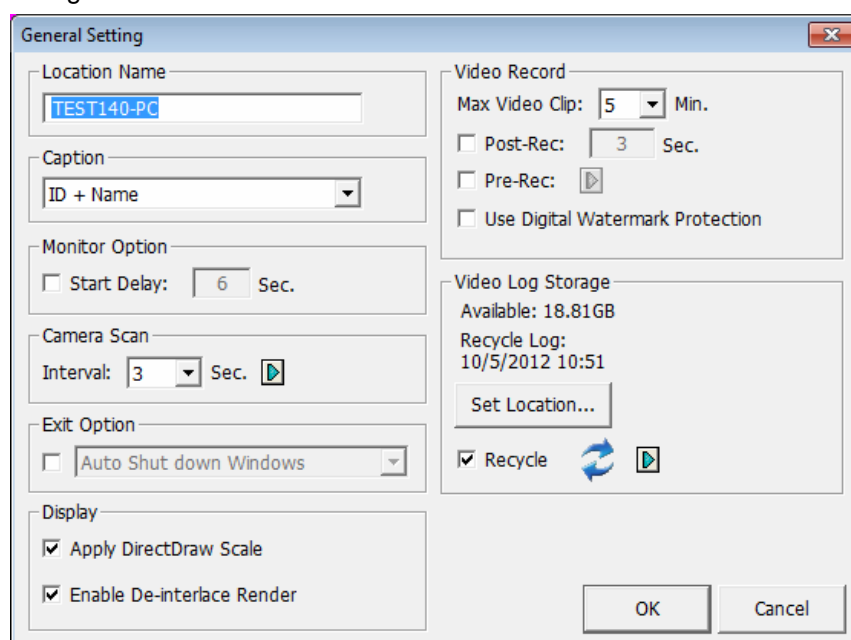 General Setting
Location Name
TEST140-PC
Caption
ID + Name
Monitor Option
Start Delay: 6 Sec.
Camera Scan
Interval: 3 Sec.
Exit Option
Auto Shut down Windows
Display
Apply DirectDraw Scale
Enable De-interlace Render
Video Record
Max Video Clip: 5 Min.
Post-Rec: 3 Sec.
Pre-Rec:
Use Digital Watermark Protection
Video Log Storage
Available: 18.81GB
Recycle Log:
10/5/2012 10:51
Set Location...
Recycle
OK Cancel